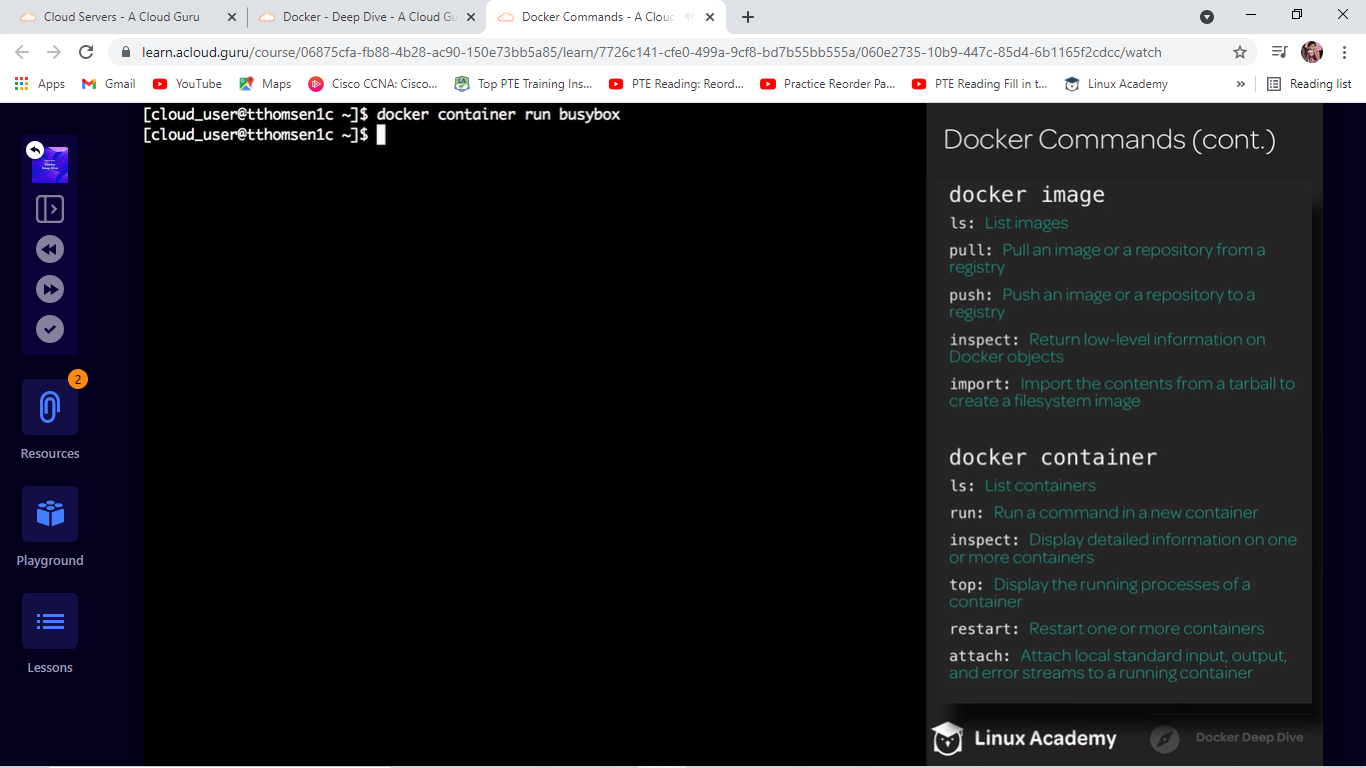 Cloud Servers - A Cloud Guru
Docker - Deep Dive - A Cloud Gu
Docker Commands - A Cloud
learn.acloud.guru/course/06875cfa-fb88-4b28-ac90-150e73bb5a85/learn/7726c141-cfe0-499a-9cf8-bd7b55bb555a/060e2735-10b9-447c-85d4-6b1165f2cdcc/watch
Apps Gmail YouTube Maps Cisco CCNA: Cisco... Top PTE Training Ins... PTE Reading: Reord... Practice Reorder Pa... PTE Reading Fill in t... Linux Academy » Reading list
[cloud_user@tthomsen1c ~]$ docker container run busybox
[cloud_user@tthomsen1c ~]$
Docker
Deep Dive
2
Resources
Playground
Lessons
Docker Commands (cont.)
docker image
ls: List images
pull: Pull an image or a repository from a
registry
push: Push an image or a repository to a
registry
inspect: Return low-level information on
Docker objects
import: Import the contents from a tarball to
create a filesystem image
docker container
ls: List containers
run: Run a command in a new container
inspect: Display detailed information on one
or more containers
top: Display the running processes of a
container
restart: Restart one or more containers
attach: Attach local standard input, output,
and error streams to a running container
Linux Academy
Docker Deep Dive